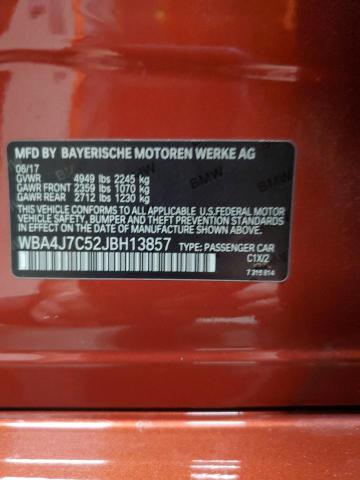 MFD BY BAYERISCHE MOTOREN WERKE AG
06/17
GVWR 4949 lbs 2245 kg
GAWR FRONT 2359 lbs 1070 kg
GAWR REAR 2712 lbs 1230 kg
THIS VEHICLE CONFORMS TO ALL APPLICABLE
U.S.FEDERAL MOTOR VEHICLE
SAFETY, BUMPER, AND THEFT PREVENTION STANDARDS
IN EFFECT ON THE DATE OF MANUFACTURE SHOWN ABOVE.
WBA4J7C52JBH13857 TYPE: PASSENGER CAR
C1X/2
7 315 814